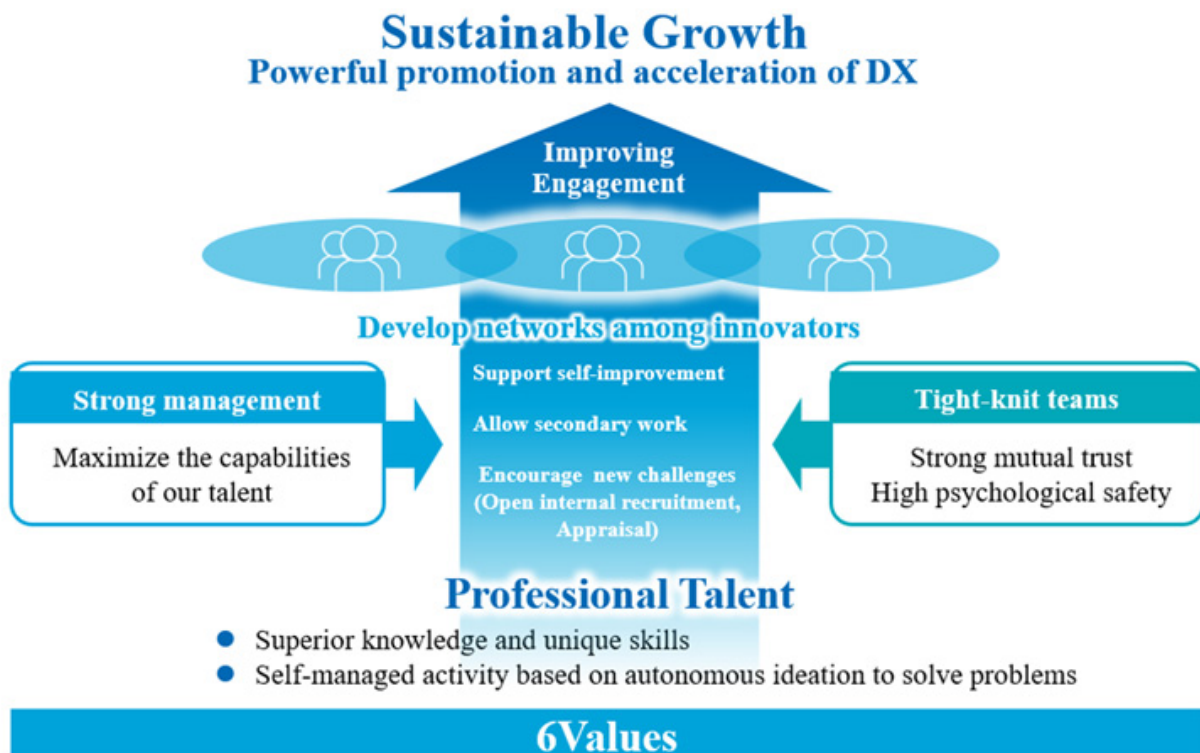 Sustainable Growth
Powerful promotion and acceleration of DX
Improving
Engagement
Develop networks among innovators
Strong management
Maximize the capabilities
of our talent
Support self-improvement
Allow secondary work
Encourage new challenges
(Open internal recruitment,
Appraisal)
Tight-knit teams
Strong mutual trust
High psychological safety
Professional Talent
● Superior knowledge and unique skills
● Self-managed activity based on autonomous ideation to solve problems
6Values